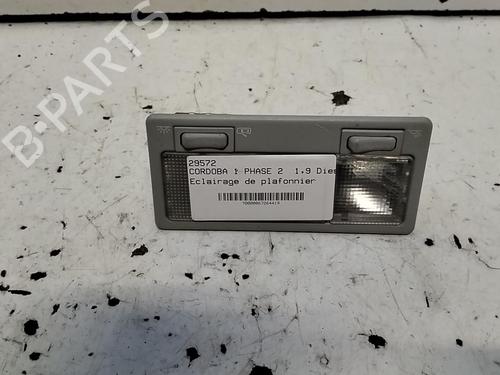 B-PARTS
29572
CORDOBA 1 PHASE 2 1.9 Dies
Eclairage de plafonnier